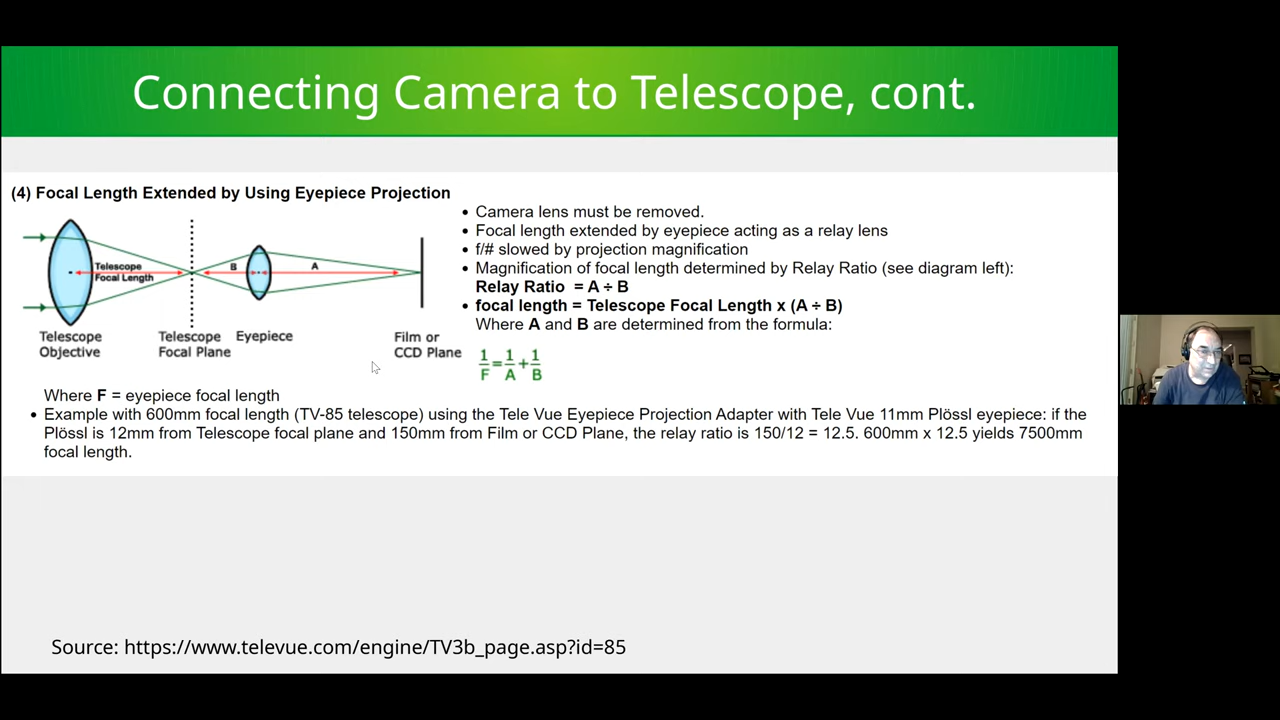 Connecting Camera to Telescope, cont.
(4) Focal Length Extended by Using Eyepiece Projection
Telescope
Focal Length
B
A
Telescope
Objective
Telescope
Focal Plane
Eyepiece
Film or
CCD Plane
• Camera lens must be removed.
• Focal length extended by eyepiece acting as a relay lens
• f/# slowed by projection magnification
• Magnification of focal length determined by Relay Ratio (see diagram left):
Relay Ratio = A ÷ B
• focal length = Telescope Focal Length x (A ÷ B)
Where A and B are determined from the formula:
1/F = 1/A + 1/B
Where F = eyepiece focal length
• Example with 600mm focal length (TV-85 telescope) using the Tele Vue Eyepiece Projection Adapter with Tele Vue 11mm Plössl eyepiece: if the
Plössl is 12mm from Telescope focal plane and 150mm from Film or CCD Plane, the relay ratio is 150/12 = 12.5. 600mm x 12.5 yields 7500mm
focal length.
Source: https://www.televue.com/engine/TV3b_page.asp?id=85